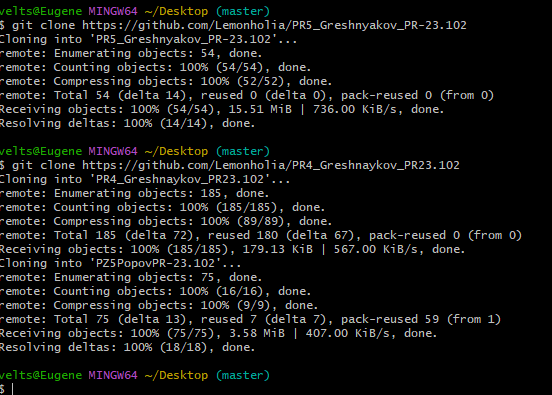 velts@Eugene MINGW64 ~/Desktop (master)
$ git clone https://github.com/Lemonholia/PR5_Greshnyakov_PR-23.102
Cloning into 'PR5_Greshnyakov_PR-23.102'...
remote: Enumerating objects: 54, done.
remote: Counting objects: 100% (54/54), done.
remote: Compressing objects: 100% (52/52), done.
remote: Total 54 (delta 14), reused 0 (delta 0), pack-reused 0 (from 0)
Receiving objects: 100% (54/54), 15.51 MiB | 736.00 KiB/s, done.
Resolving deltas: 100% (14/14), done.
velts@Eugene MINGW64 ~/Desktop (master)
$ git clone https://github.com/Lemonholia/PR4_Greshnaykov_PR23.102
Cloning into 'PR4_Greshnaykov_PR23.102'...
remote: Enumerating objects: 185, done.
remote: Counting objects: 100% (185/185), done.
remote: Compressing objects: 100% (89/89), done.
remote: Total 185 (delta 72), reused 180 (delta 67), pack-reused 0 (from 0)
Receiving objects: 100% (185/185), 179.13 KiB | 567.00 KiB/s, done.
Cloning into 'PZ5PopovPR-23.102'...
remote: Enumerating objects: 75, done.
remote: Counting objects: 100% (16/16), done.
remote: Compressing objects: 100% (9/9), done.
remote: Total 75 (delta 13), reused 7 (delta 7), pack-reused 59 (from 1)
Receiving objects: 100% (75/75), 3.58 MiB | 407.00 KiB/s, done.
Resolving deltas: 100% (18/18), done.
velts@Eugene MINGW64 ~/Desktop (master)
$